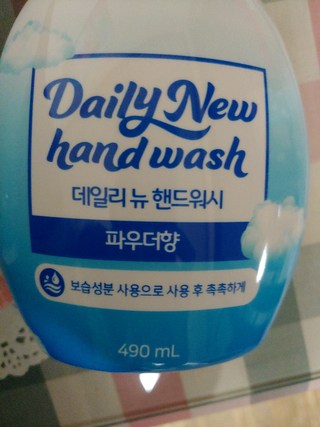 Daily New
hand wash
데일리 뉴 핸드워시
파우더향
보습성분 사용으로 사용 후 촉촉하게
490 mL